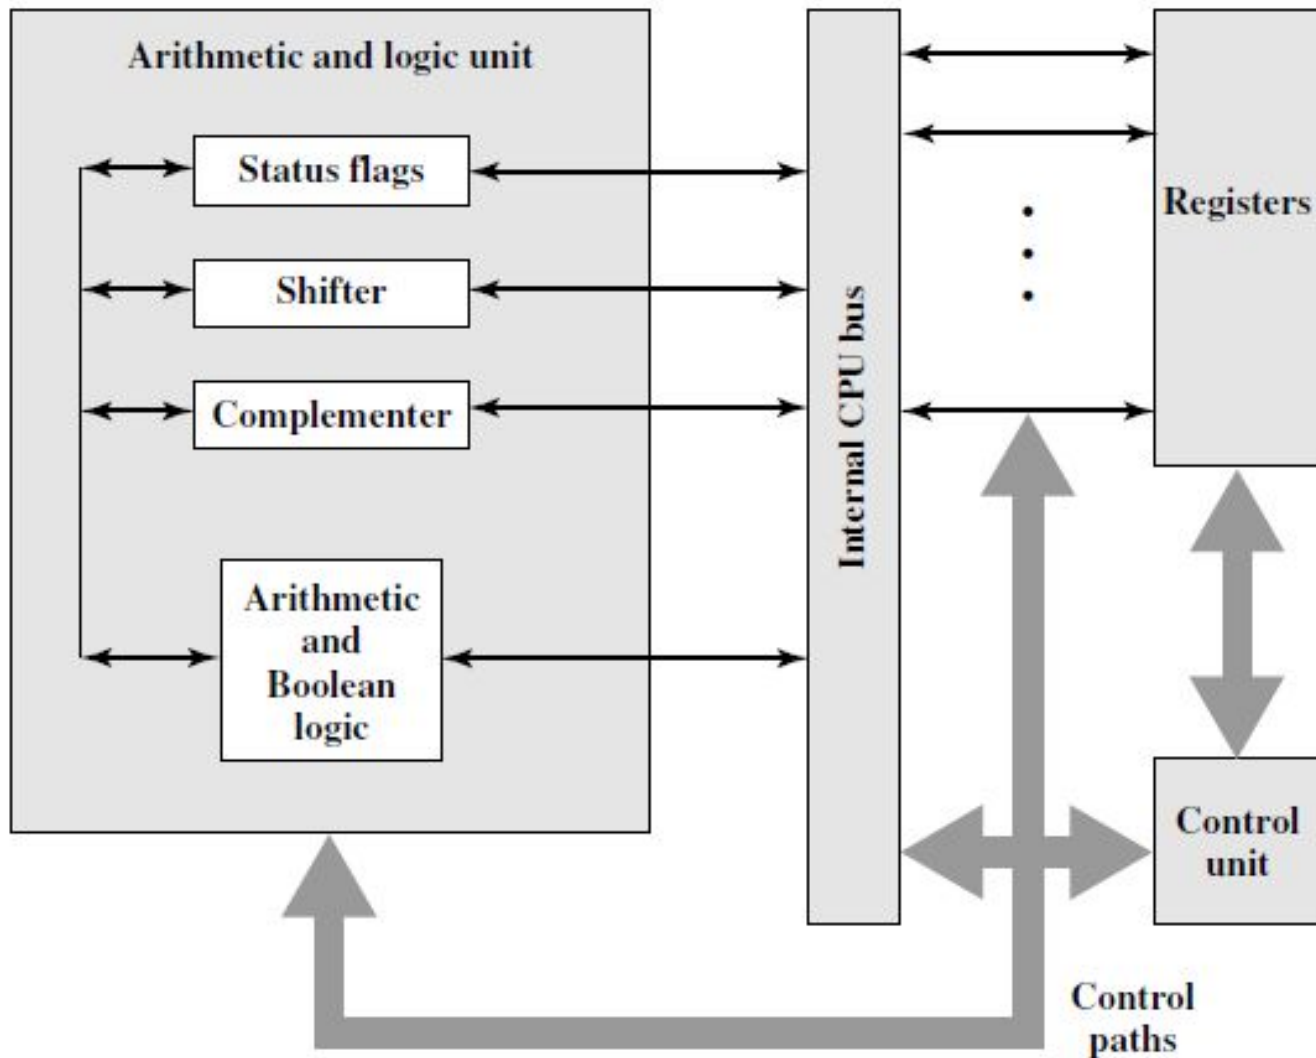 Arithmetic and logic unit
Status flags
Shifter
Complementer
Arithmetic
and
Boolean
logic
Internal CPU bus
Registers
Control
unit
Control
paths